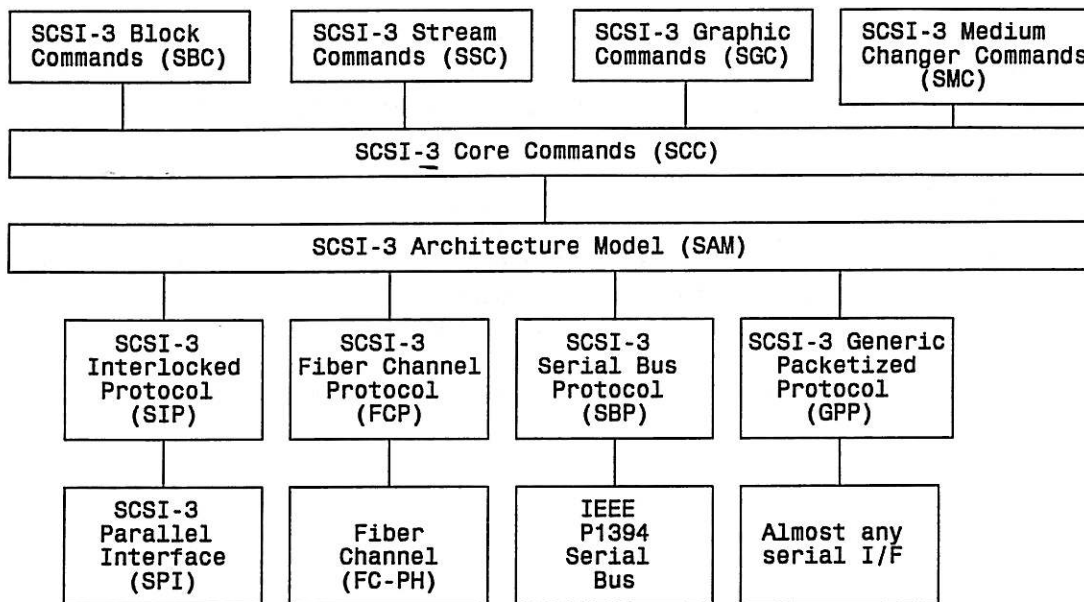 SCSI-3 Block
Commands (SBC)
SCSI-3 Stream
Commands (SSC)
SCSI-3 Graphic
Commands (SGC)
SCSI-3 Medium
Changer Commands
(SMC)
SCSI-3 Core Commands (SCC)
SCSI-3 Architecture Model (SAM)
SCSI-3
Interlocked
Protocol
(SIP)
SCSI-3
Fiber Channel
Protocol
(FCP)
SCSI-3
Serial Bus
Protocol
(SBP)
SCSI-3 Generic
Packetized
Protocol
(GPP)
SCSI-3
Parallel
Interface
(SPI)
Fiber
Channel
(FC-PH)
IEEE
P1394
Serial
Bus
Almost any
serial I/F